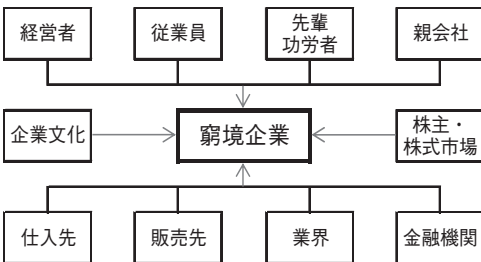 経営者
従業員
先輩
功労者
親会社
企業文化
窮境企業
株主・
株式市場
仕入先
販売先
業界
金融機関